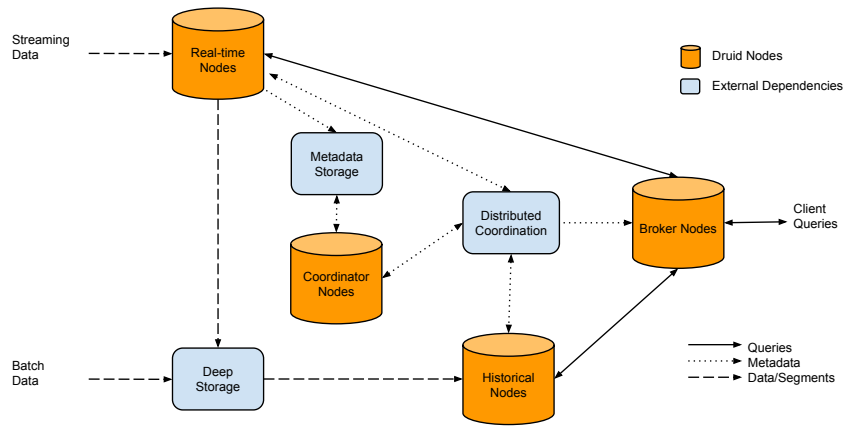 Streaming
Data
Real-time
Nodes
Druid Nodes
External Dependencies
Metadata
Storage
Distributed
Coordination
Broker Nodes
Client
Queries
Coordinator
Nodes
Batch
Data
Deep
Storage
Historical
Nodes
Queries
Metadata
Data/Segments